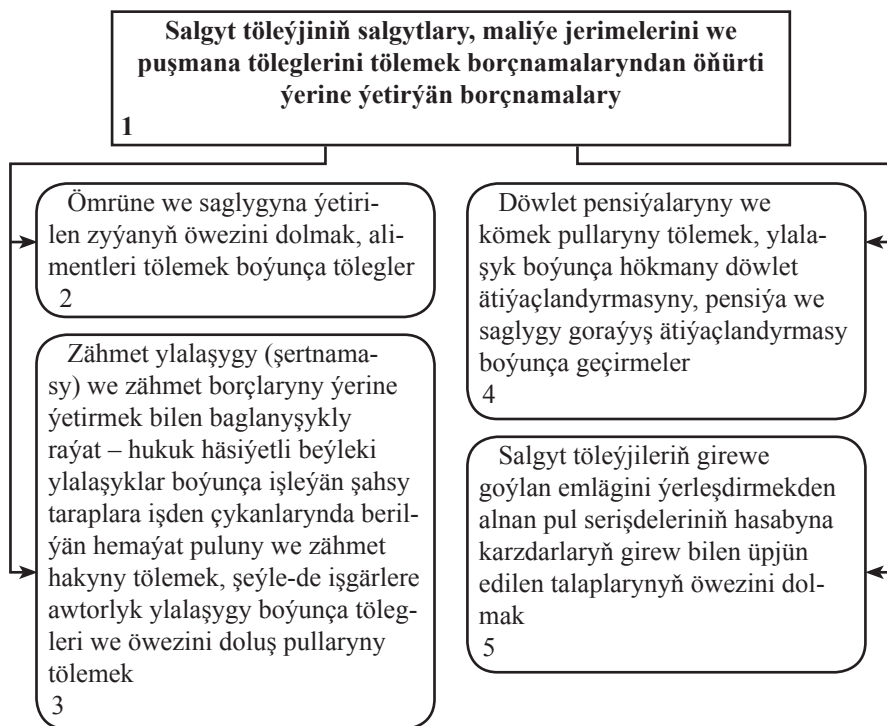 Salgyt töleýjiniň salgytlary, maliýe jerimelerini we
puşmana töleglerini tölemek borçnamalaryndan öňürti
ýerine ýetirýän borçnamalary
1
Ömrüne we saglygyna ýetiri-
len zyýanyň öwezini dolmak, ali-
mentleri tölemek boýunça tölegler
2
Zähmet ylalaşygy (şertnama-
sy) we zähmet borçlaryny ýerine
ýetirmek bilen baglanyşykly
raýat – hukuk häsiýetli beýleki
ylalaşyklar boýunça işleýän şahsy
taraplara işden çykanlarynda beril-
ýän hemaýat puluny we zähmet
hakyny tölemek, şeýle-de işgärlere
awtorlyk ylalaşygy boýunça töleg-
leri we öwezini doluş pullaryny
tölemek
3
Döwlet pensiýalaryny we
kömek pullaryny tölemek, ylala-
şyk boýunça hökmany döwlet
ätiýaçlandyrmasyny, pensiýa we
saglygy goraýyş ätiýaçlandyrmasy
boýunça geçirmeler
4
Salgyt töleýjileriň girewe
goýlan emlägini ýerleşdirmekden
alnan pul serişdeleriniň hasabyna
karzdarlaryň girew bilen üpjün
edilen talaplarynyň öwezini dol-
mak
5